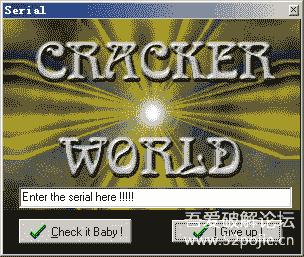 Serial
CRACKER
WORLD
Enter the serial here !!!!!
Check it Baby !
I Give up !
吾爱破解论坛
www.52pojie.cn